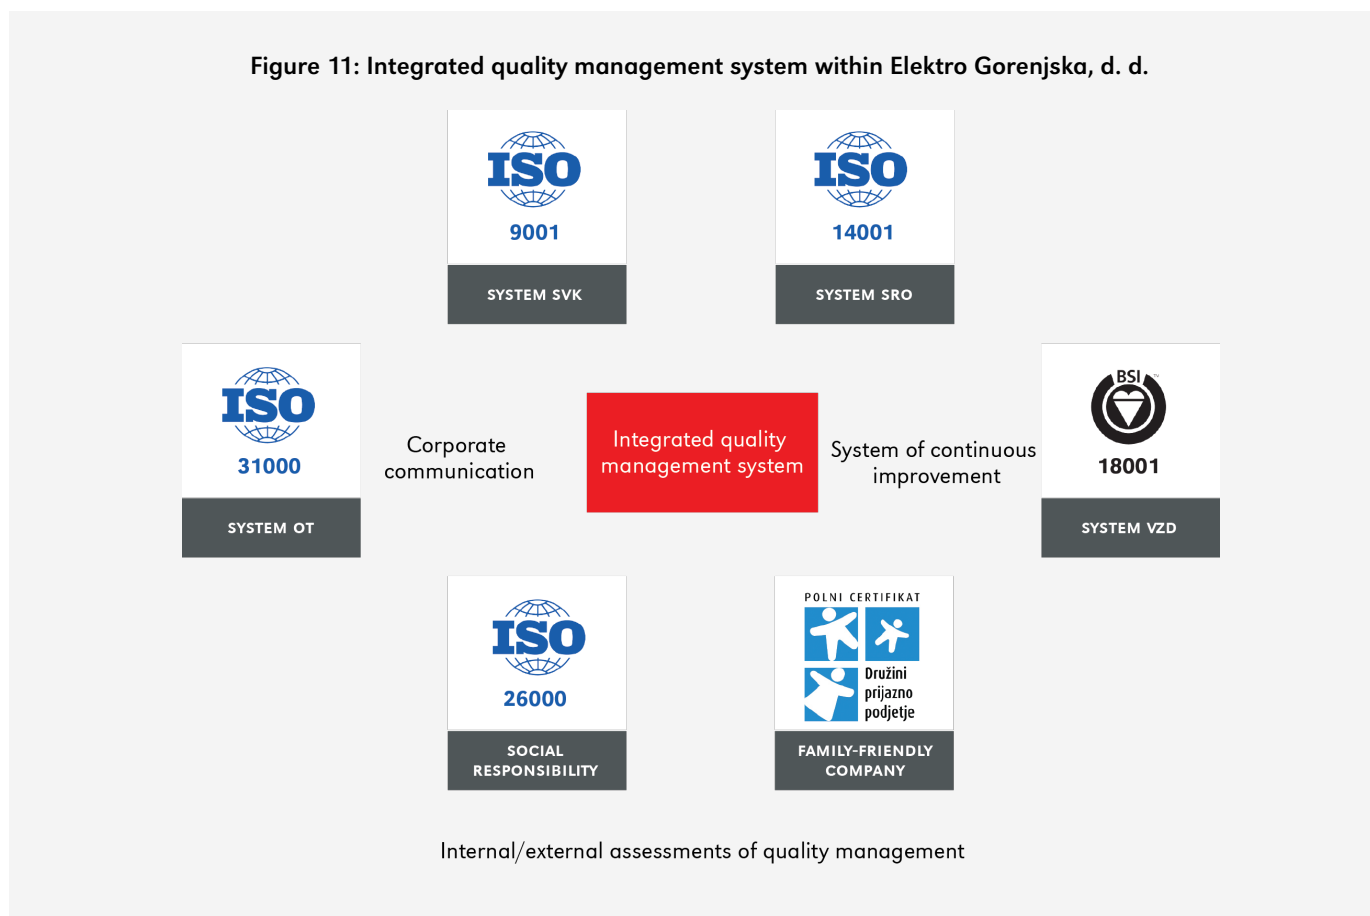 Figure 11: Integrated quality management system within Elektro Gorenjska, d. d.
ISO
9001
SYSTEM SVK
ISO
14001
SYSTEM SRO
ISO
31000
SYSTEM OT
Corporate
communication
Integrated quality
management system
System of continuous
improvement
BSI
TM
18001
SYSTEM VZD
ISO
26000
SOCIAL
RESPONSIBILITY
POLNI CERTIFIKAT
Družini
prijazno
podjetje
FAMILY-FRIENDLY
COMPANY
Internal/external assessments of quality management